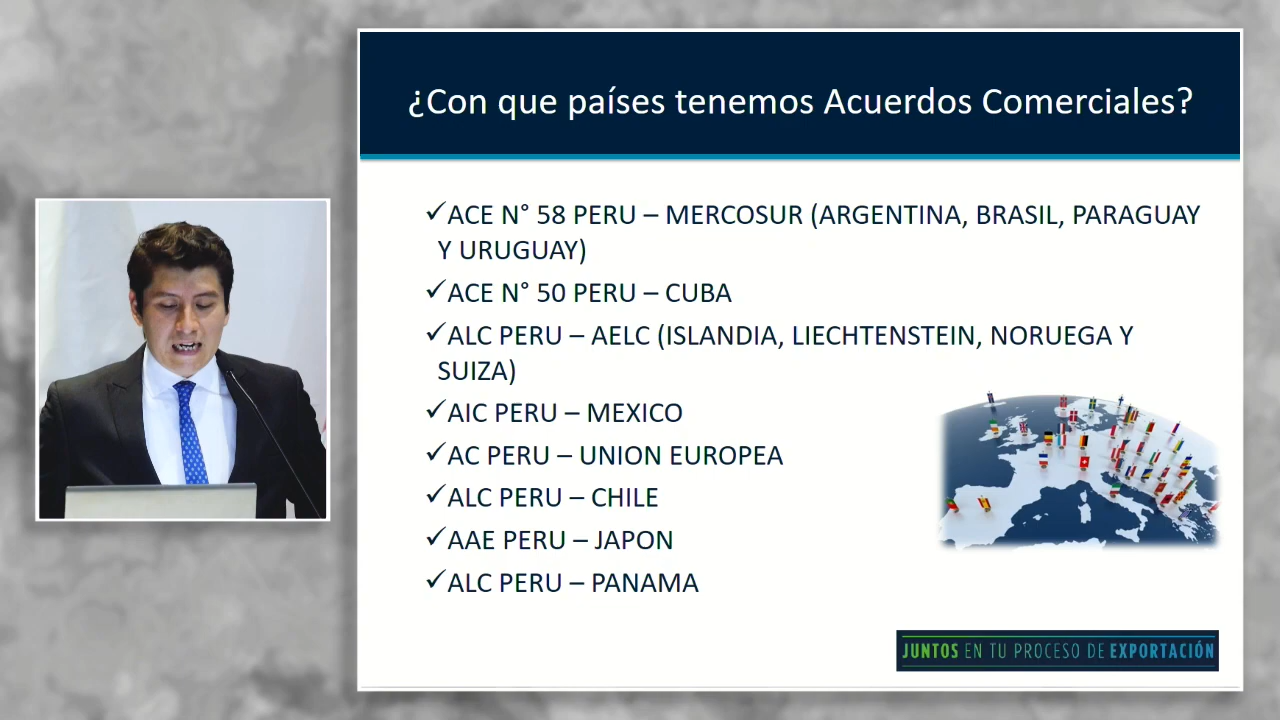 ¿Con que países tenemos Acuerdos Comerciales?
✓ACE N° 58 PERU – MERCOSUR (ARGENTINA, BRASIL, PARAGUAY
Y URUGUAY)
✓ACE N° 50 PERU – CUBA
✓ALC PERU – AELC (ISLANDIA, LIECHTENSTEIN, NORUEGA Y
SUIZA)
✓AIC PERU – MEXICO
✓AC PERU – UNION EUROPEA
✓ALC PERU – CHILE
✓AAE PERU – JAPON
✓ALC PERU – PANAMA
JUNTOS EN TU PROCESO DE EXPORTACIÓN